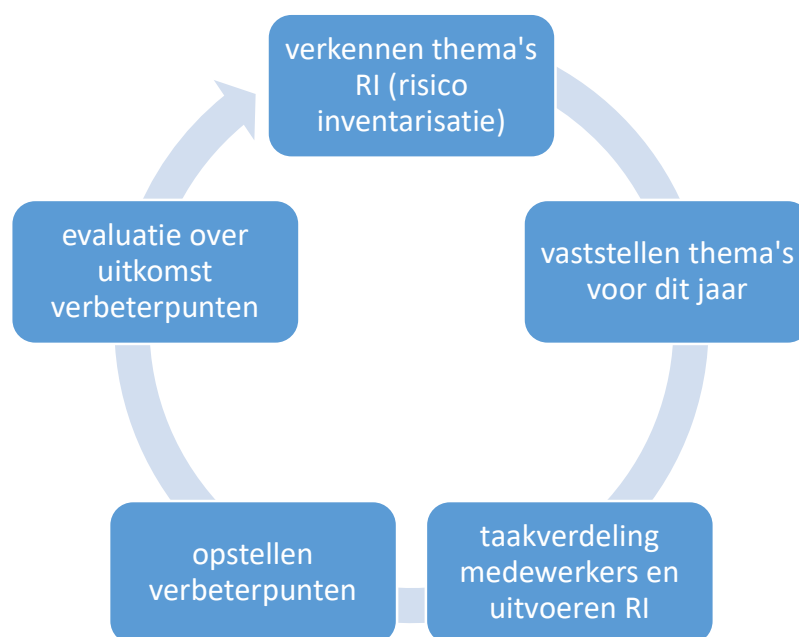 verkennen thema's
RI (risico
inventarisatie)
vaststellen thema's
voor dit jaar
taakverdeling
medewerkers en
uitvoeren RI
opstellen
verbeterpunten
evaluatie over
uitkomst
verbeterpunten